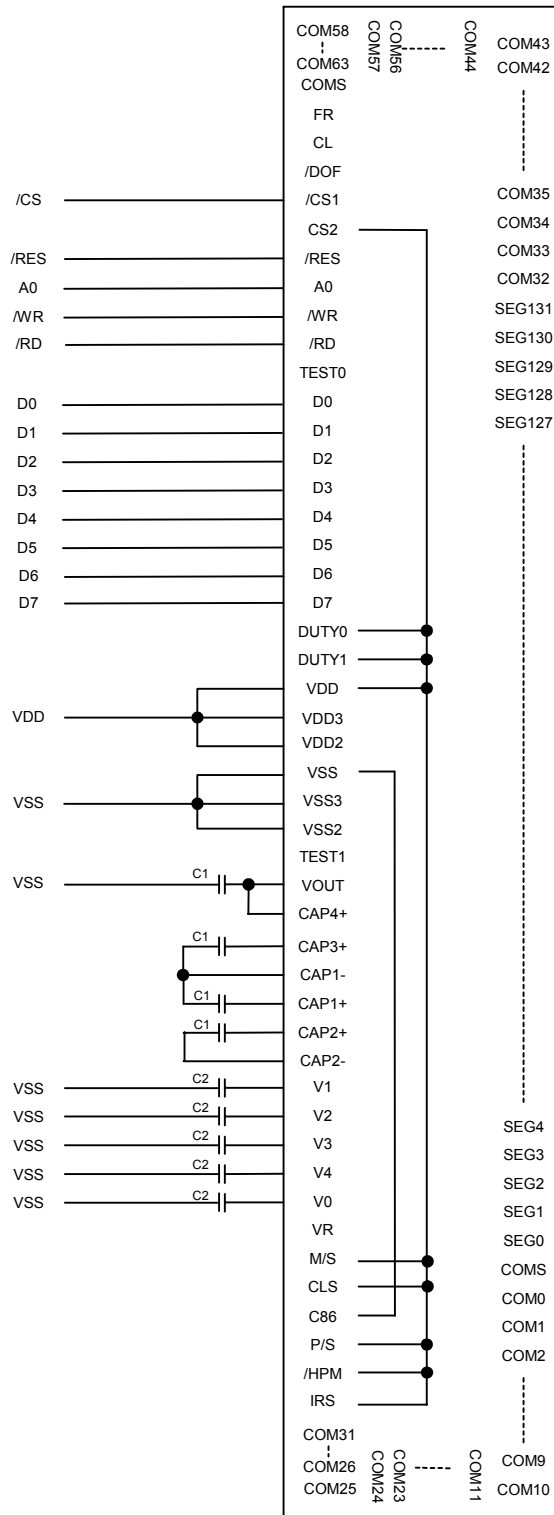 COM58
COM63
COMS
COM57
COM56
COM44
COM43
COM42
FR
CL
/DOF
/CS
/CS1
COM35
CS2
COM34
/RES
/RES
COM33
A0
A0
COM32
/WR
/WR
SEG131
/RD
/RD
SEG130
TEST0
SEG129
D0
D0
SEG128
D1
D1
SEG127
D2
D2
D3
D3
D4
D4
D5
D5
D6
D6
D7
D7
DUTY0
DUTY1
VDD
VDD
VDD3
VDD2
VSS
VSS
VSS3
VSS2
TEST1
VSS
C1
VOUT
CAP4+
C1
CAP3+
CAP1-
C1
CAP1+
C1
CAP2+
CAP2-
VSS
C2
V1
VSS
C2
V2
SEG4
VSS
C2
V3
SEG3
VSS
C2
V4
SEG2
VSS
C2
V0
SEG1
VR
SEG0
M/S
COMS
CLS
COM0
C86
COM1
P/S
COM2
/HPM
IRS
COM31
COM26
COM25
COM24
COM23
COM11
COM9
COM10